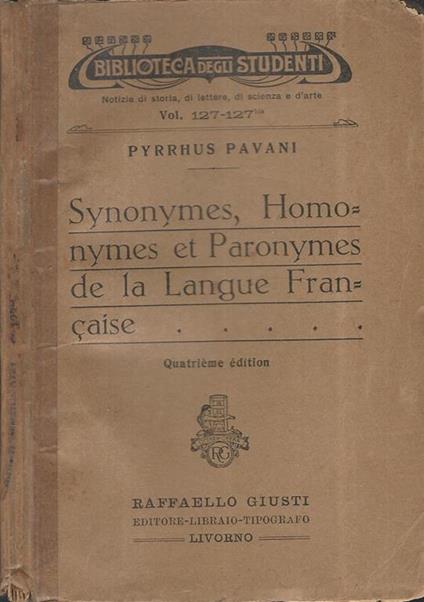 BIBLIOTECA DEGLI STUDENTI
Notizie di storia, di lettere, di scienza e d'arte
Vol. 127-127bis
PYRRHUS PAVANI
Synonymes, Homo=
nymes et Paronymes
de la Langue Fran=
çaise . . . . .
Quatrième édition
RG
RAFFAELLO GIUSTI
EDITORE-LIBRAIO-TIPOGRAFO
LIVORNO